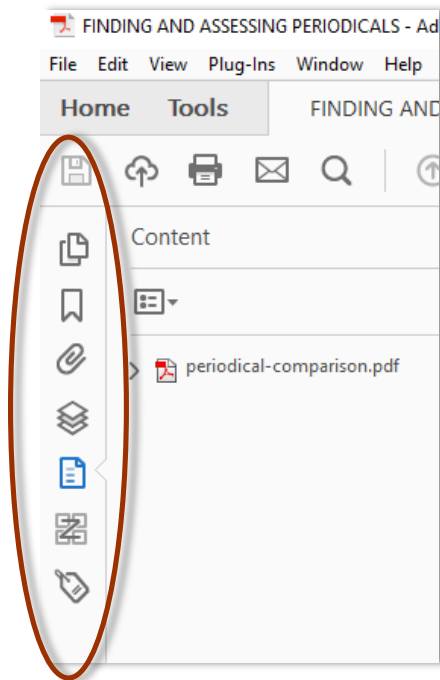 FINDING AND ASSESSING PERIODICALS - Ad
File Edit View Plug-Ins Window Help
Home Tools FINDING AND
Content
periodical-comparison.pdf